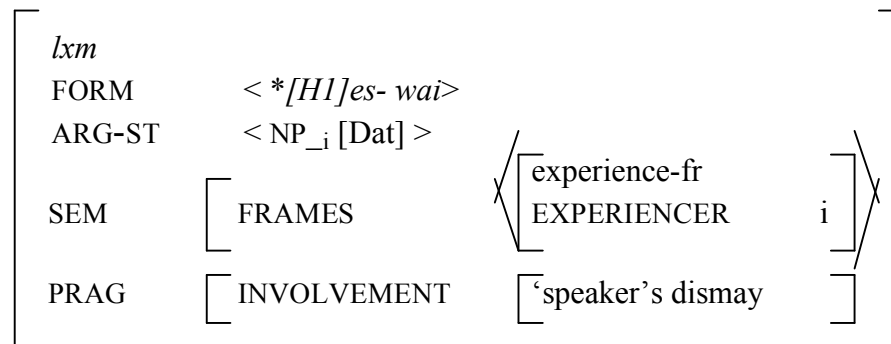 lxm
FORM < *[H1]es- wai>
ARG-ST < NP_i [Dat] >
experience-fr
SEM FRAMES EXPERIENCER i
PRAG INVOLVEMENT ‘speaker’s dismay